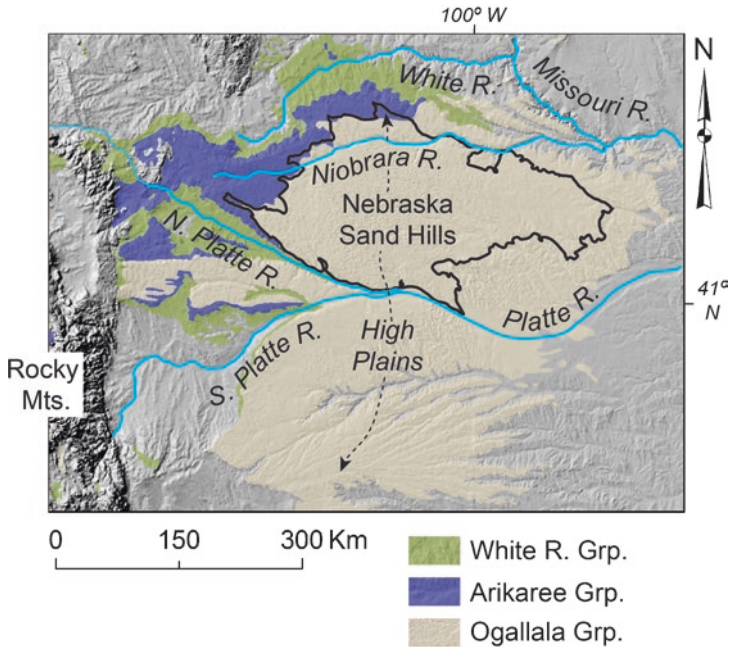 100° W
N
White R.
Missouri R.
Niobrara R.
Nebraska
Sand Hills
N. Platte R.
Platte R.
41°
N
High
Plains
S. Platte R.
Rocky
Mts.
0 150 300 Km
White R. Grp.
Arikaree Grp.
Ogallala Grp.